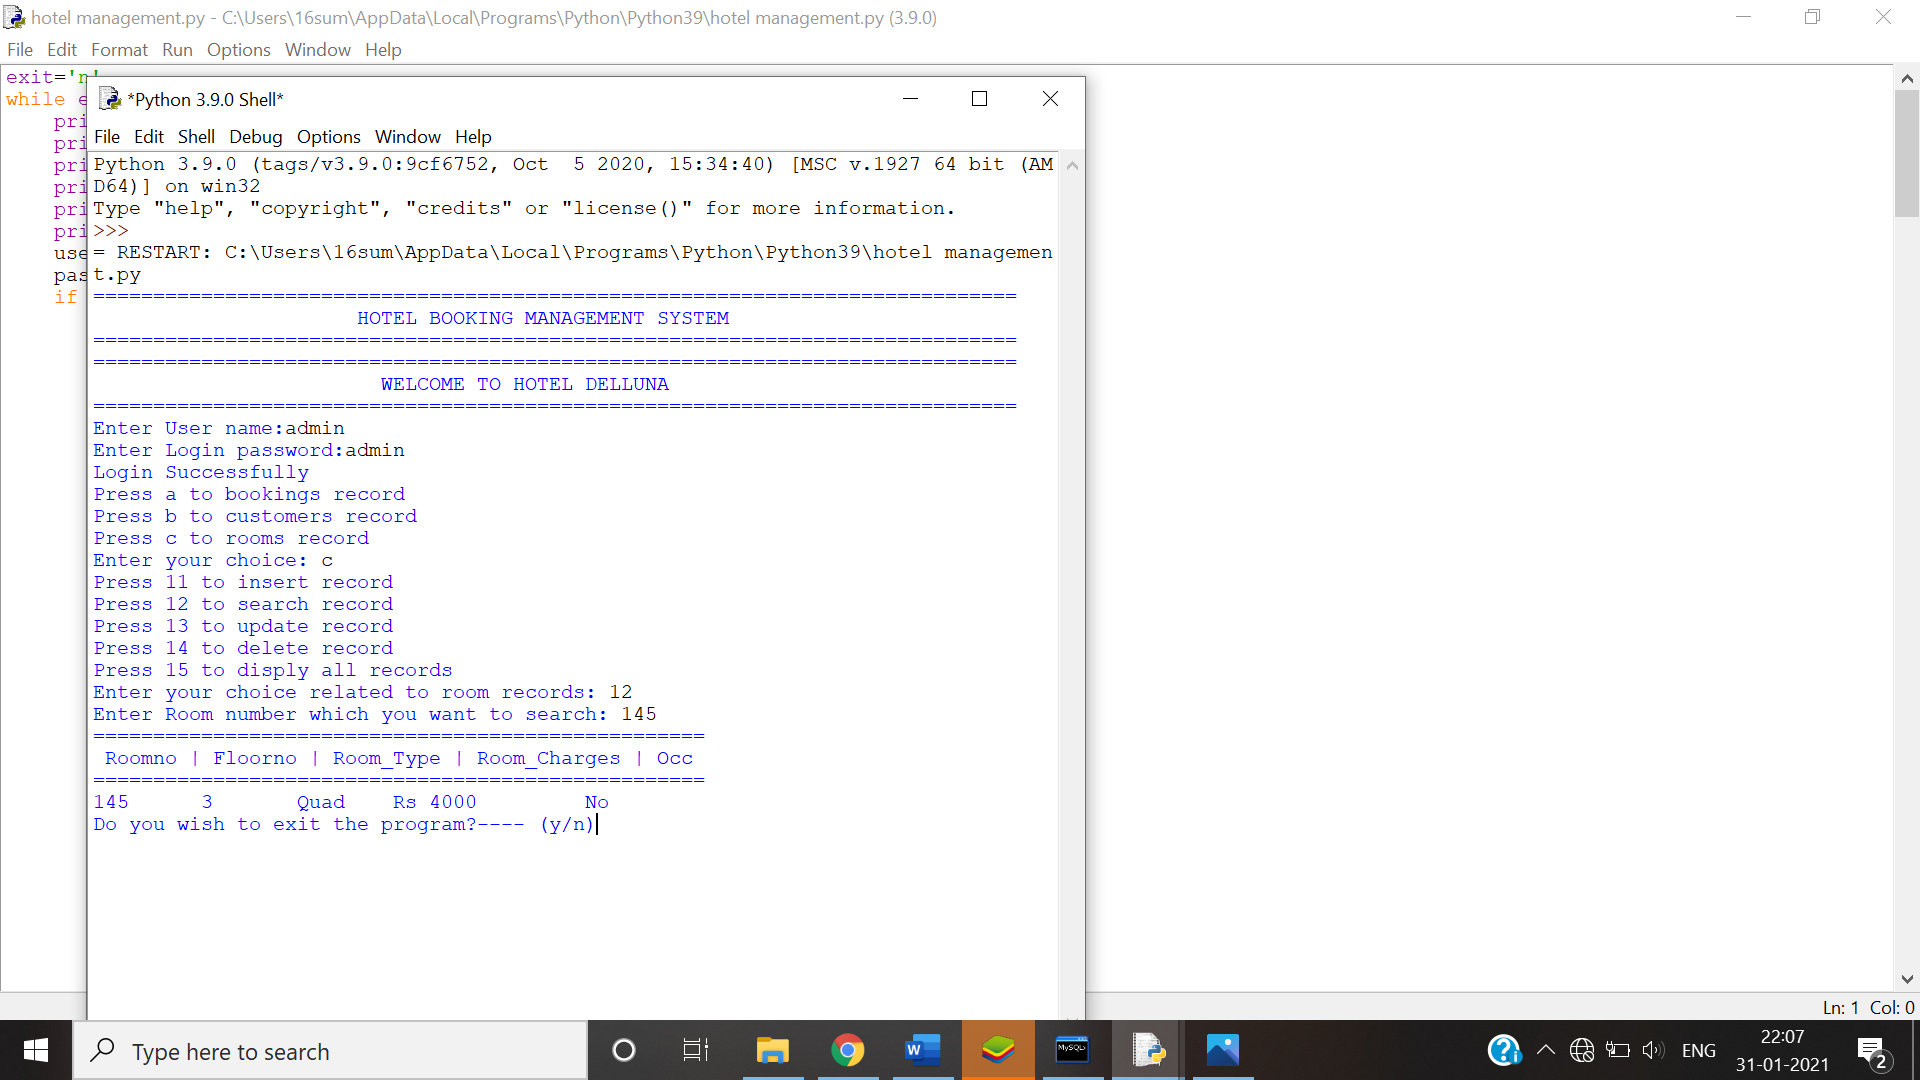 hotel management.py - C:\Users\16sum\AppData\Local\Programs\Python\Python39\hotel management.py (3.9.0)
File Edit Format Run Options Window Help
exit='n'
while e
pri
pri
pri
pri
pri
pri
use
pas
if
*Python 3.9.0 Shell*
File Edit Shell Debug Options Window Help
Python 3.9.0 (tags/v3.9.0:9cf6752, Oct  5 2020, 15:34:40) [MSC v.1927 64 bit (AM
D64)] on win32
Type "help", "copyright", "credits" or "license()" for more information.
>>>
= RESTART: C:\Users\16sum\AppData\Local\Programs\Python\Python39\hotel managemen
t.py
=============================================================================
HOTEL BOOKING MANAGEMENT SYSTEM
=============================================================================
=============================================================================
WELCOME TO HOTEL DELLUNA
=============================================================================
Enter User name:admin
Enter Login password:admin
Login Successfully
Press a to bookings record
Press b to customers record
Press c to rooms record
Enter your choice: c
Press 11 to insert record
Press 12 to search record
Press 13 to update record
Press 14 to delete record
Press 15 to disply all records
Enter your choice related to room records: 12
Enter Room number which you want to search: 145
===================================================
Roomno | Floorno | Room_Type | Room_Charges | Occ
===================================================
145      3       Quad    Rs 4000         No
Do you wish to exit the program?---- (y/n)
Ln: 1 Col: 0
Type here to search
MySQL
ENG
22:07
31-01-2021
2